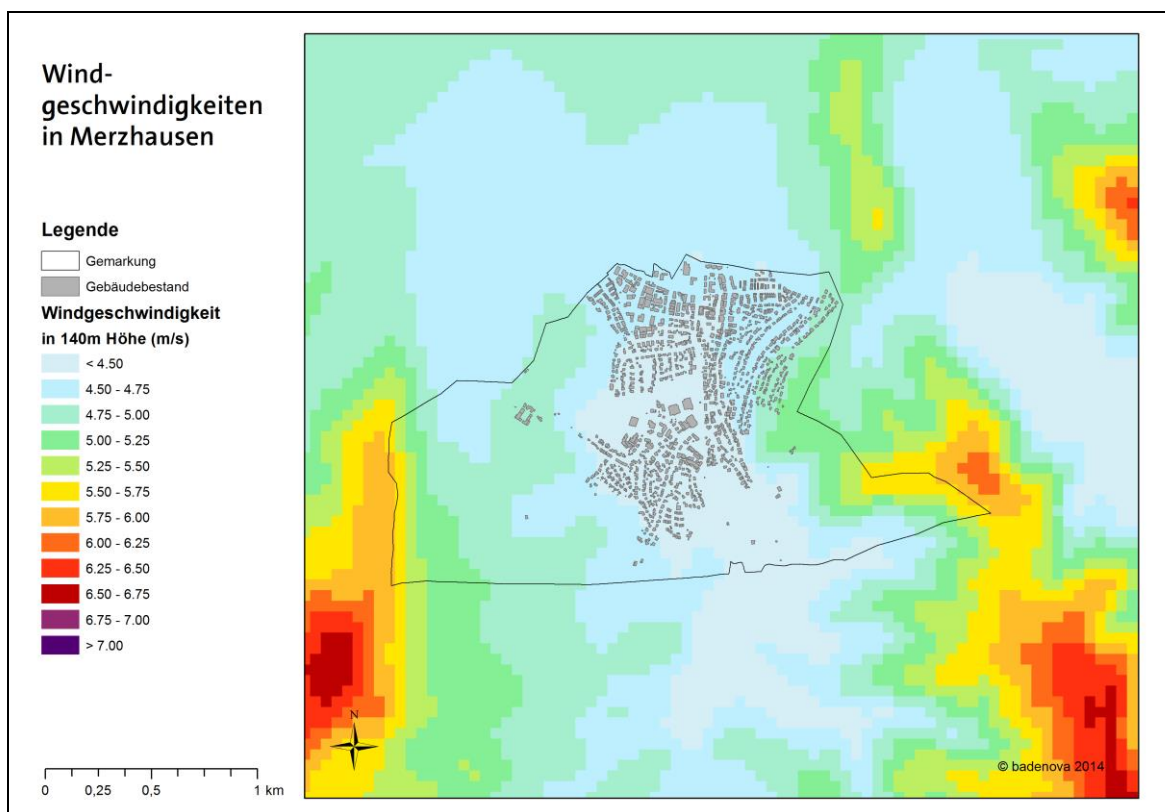 Wind-
geschwindigkeiten
in Merzhausen
Legende
Gemarkung
Gebäudebestand
Windgeschwindigkeit
in 140m Höhe (m/s)
< 4.50
4.50 - 4.75
4.75 - 5.00
5.00 - 5.25
5.25 - 5.50
5.50 - 5.75
5.75 - 6.00
6.00 - 6.25
6.25 - 6.50
6.50 - 6.75
6.75 - 7.00
> 7.00
N
0 0,25 0,5 1 km
© badenova 2014